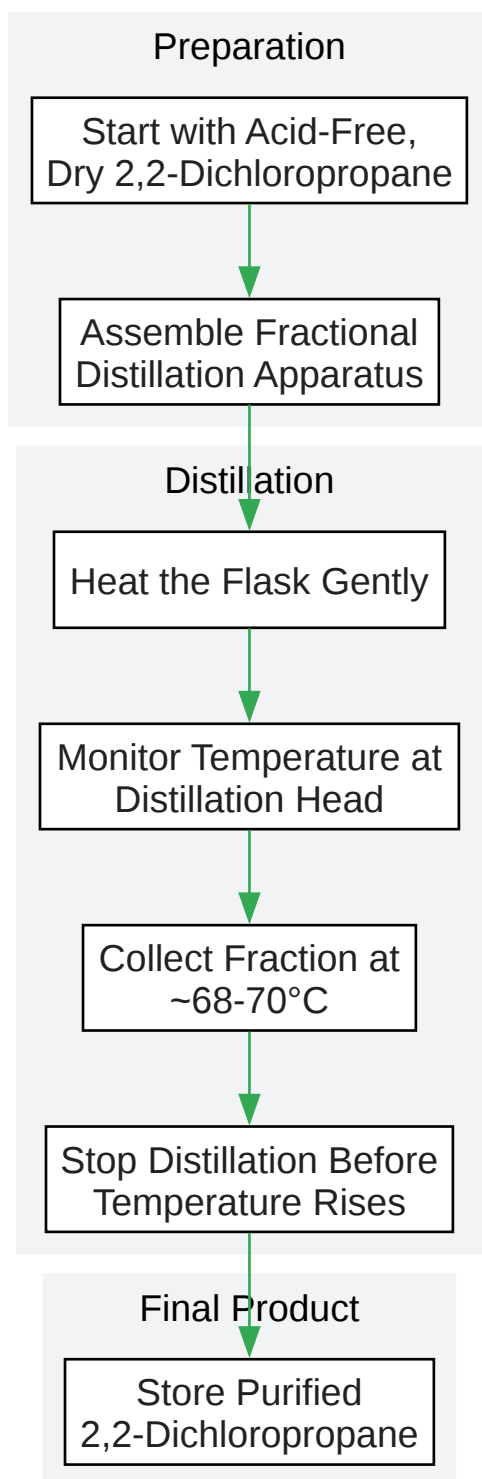 Preparation
Start with Acid-Free,
Dry 2,2-Dichloropropane
Assemble Fractional
Distillation Apparatus
Distillation
Heat the Flask Gently
Monitor Temperature at
Distillation Head
Collect Fraction at
~68-70°C
Stop Distillation Before
Temperature Rises
Final Product
Store Purified
2,2-Dichloropropane